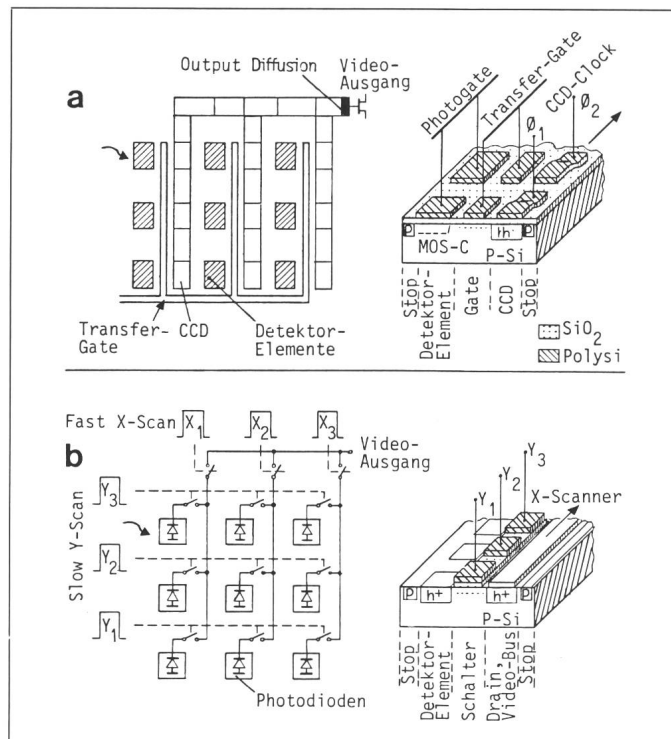 a
Output Diffusion
Video-
Ausgang
Transfer-
Gate
CCD
Detektor-
Elemente
Photogate
Transfer-Gate
CCD-Clock
Ø1
Ø2
p
MOS-C
h
p
P-Si
Stop
Detektor-
Element
Gate
CCD
Stop
SiO2
Polysi
b
Fast X-Scan
X1
X2
X3
Video-
Ausgang
Slow Y-Scan
Y3
Y2
Y1
Photodioden
Y1
Y2
Y3
X-Scanner
p
h+
h+
p
P-Si
Stop
Detektor-
Element
Schalter
Drain,
Video-Bus
Stop